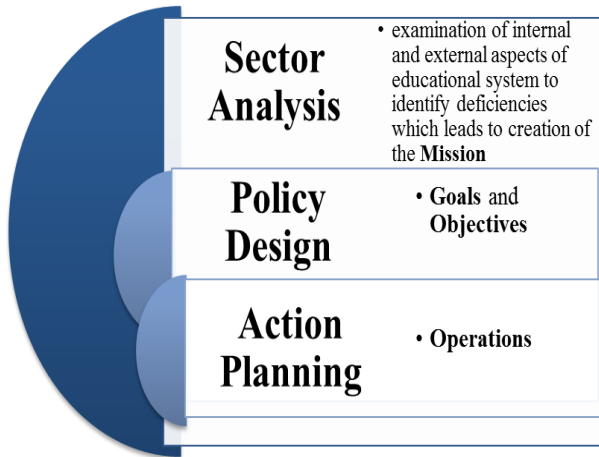 Sector
Analysis
• examination of internal
and external aspects of
educational system to
identify deficiencies
which leads to creation of
the Mission
Policy
Design
• Goals and
Objectives
Action
Planning
• Operations